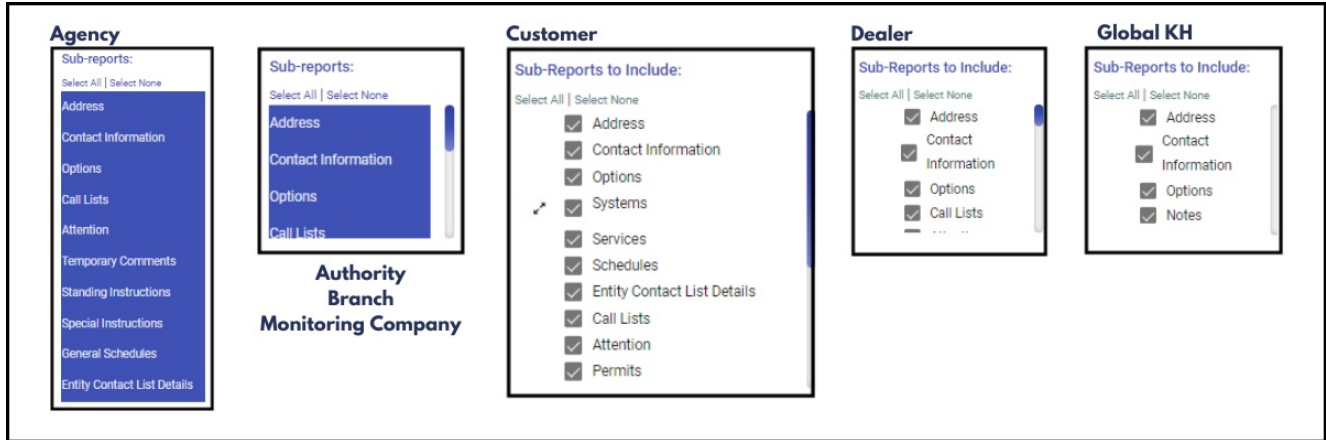 Agency
Sub-reports:
Select All | Select None
Address
Contact Information
Options
Call Lists
Attention
Temporary Comments
Standing Instructions
Special Instructions
General Schedules
Entity Contact List Details
Sub-reports:
Select All | Select None
Address
Contact Information
Options
Call Lists
Authority
Branch
Monitoring Company
Customer
Sub-Reports to Include:
Select All | Select None
Address
Contact Information
Options
Systems
Services
Schedules
Entity Contact List Details
Call Lists
Attention
Permits
Dealer
Sub-Reports to Include:
Select All | Select None
Address
Contact
Information
Options
Call Lists
Global KH
Sub-Reports to Include:
Select All | Select None
Address
Contact
Information
Options
Notes